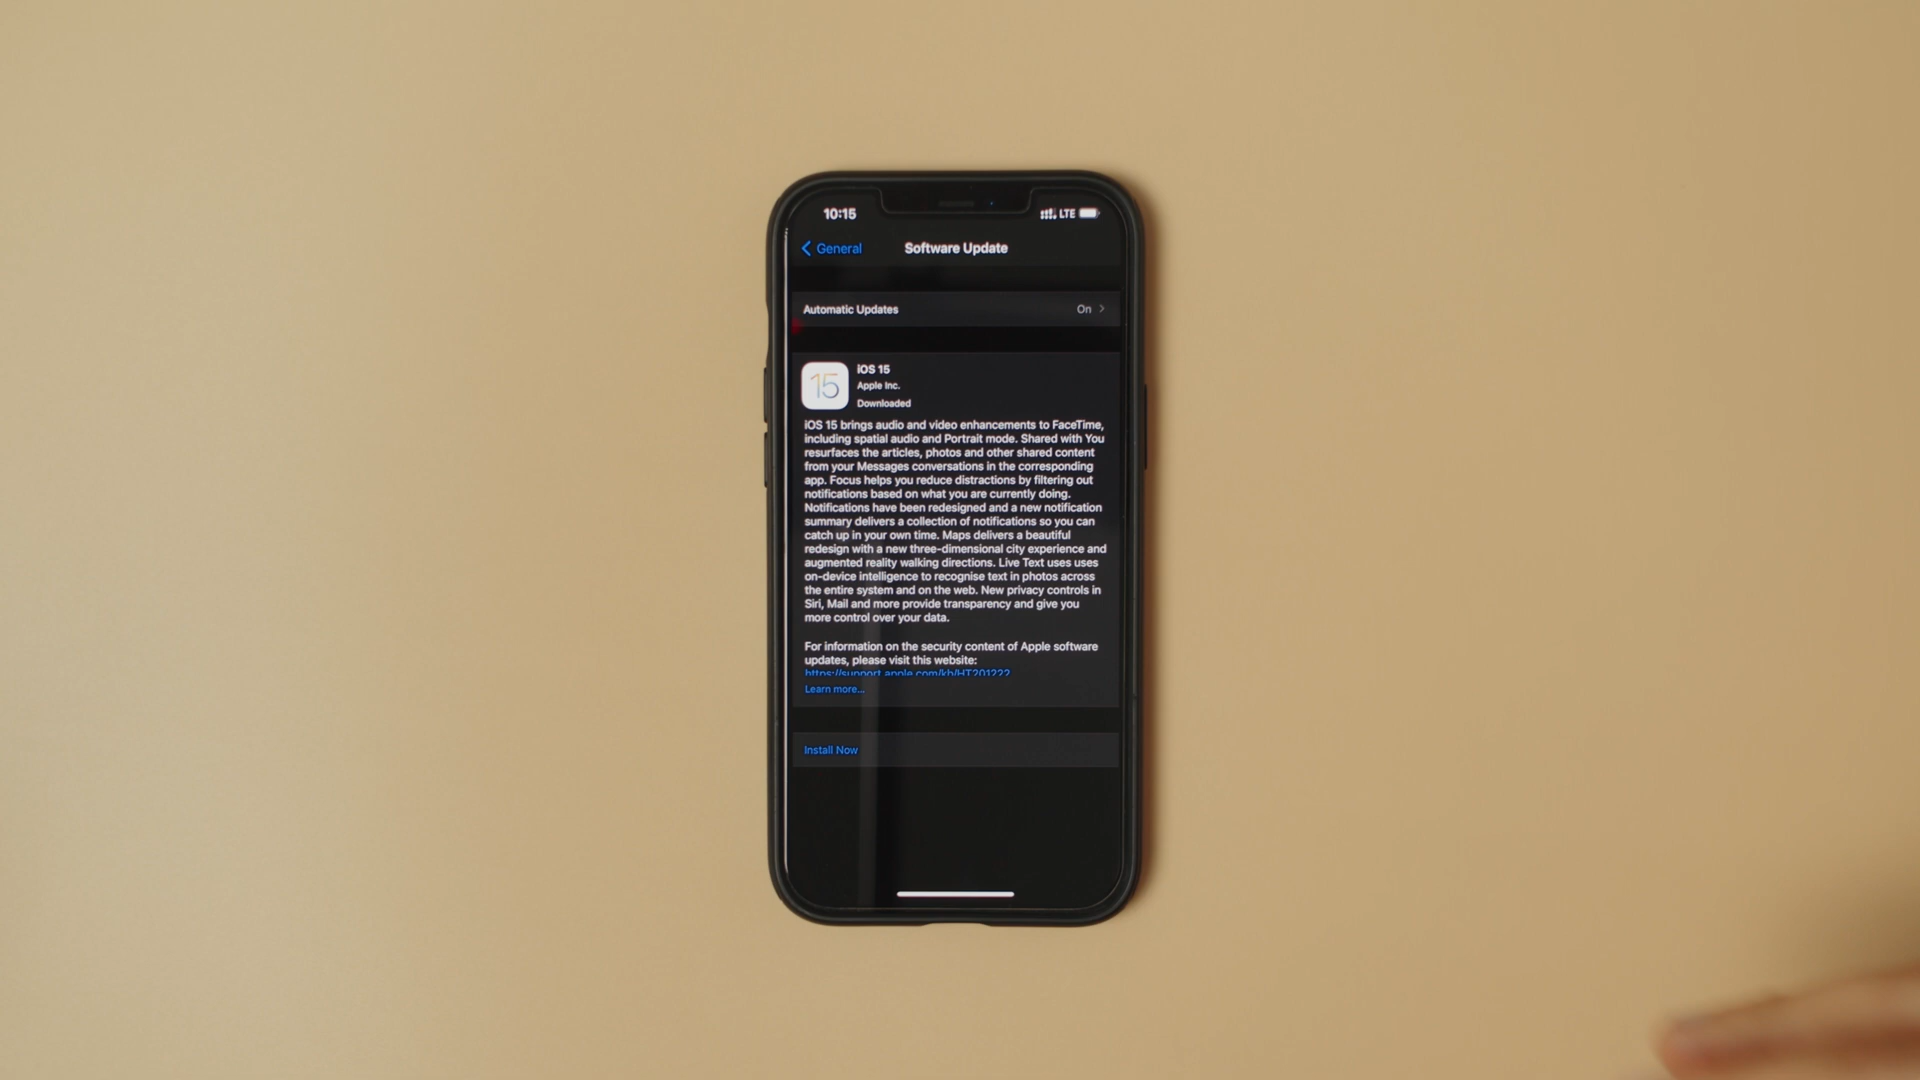 10:15
LTE
General
Software Update
Automatic Updates
On
15
iOS 15
Apple Inc.
Downloaded
iOS 15 brings audio and video enhancements to FaceTime,
including spatial audio and Portrait mode. Shared with You
resurfaces the articles, photos and other shared content
from your Messages conversations in the corresponding
app. Focus helps you reduce distractions by filtering out
notifications based on what you are currently doing.
Notifications have been redesigned and a new notification
summary delivers a collection of notifications so you can
catch up in your own time. Maps delivers a beautiful
redesign with a new three-dimensional city experience and
augmented reality walking directions. Live Text uses uses
on-device intelligence to recognise text in photos across
the entire system and on the web. New privacy controls in
Siri, Mail and more provide transparency and give you
more control over your data.
For information on the security content of Apple software
updates, please visit this website:
https://support.apple.com/kb/HT201222
Learn more...
Install Now